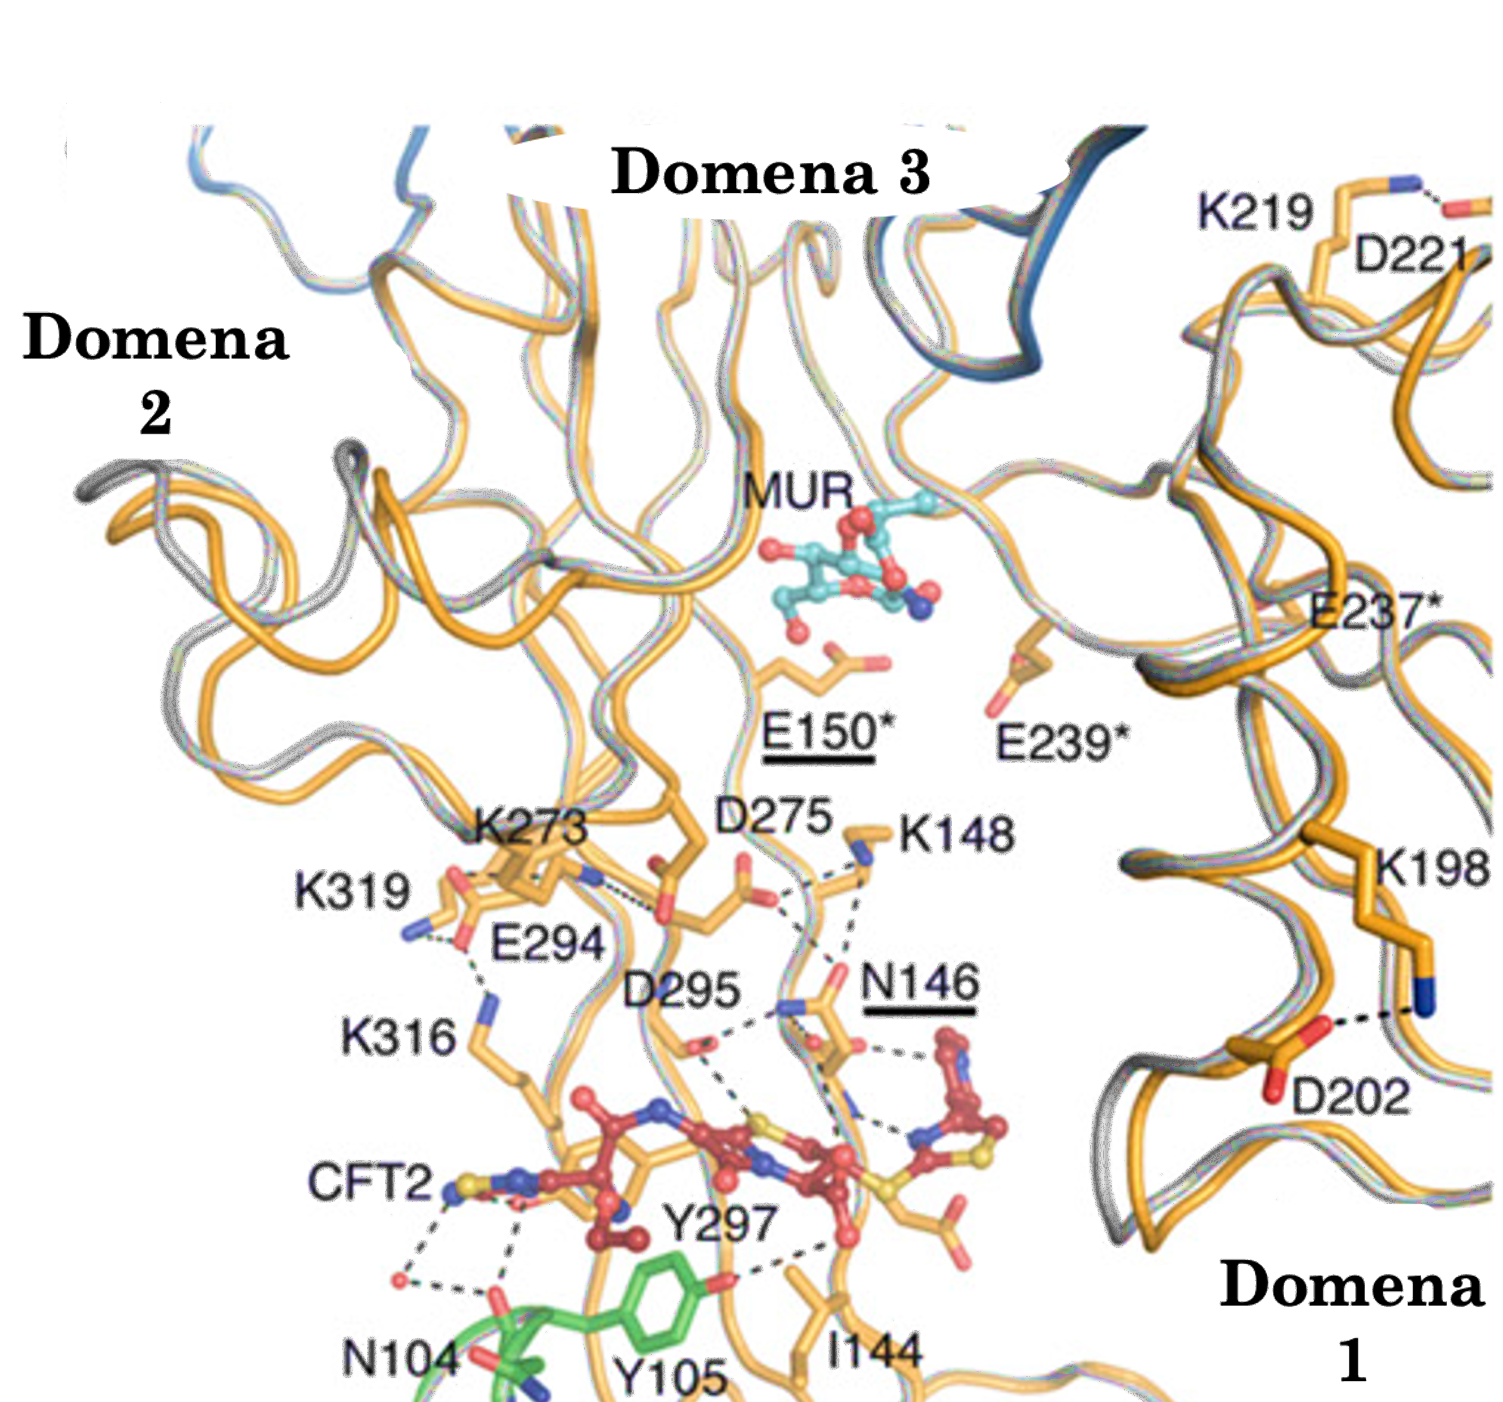 Domena 3
K219
D221
Domena
2
MUR
E237*
E150*
E239*
K273
D275
K148
K198
K319
E294
D295
N146
K316
D202
CFT2
Y297
Domena
1
N104
Y105
I144